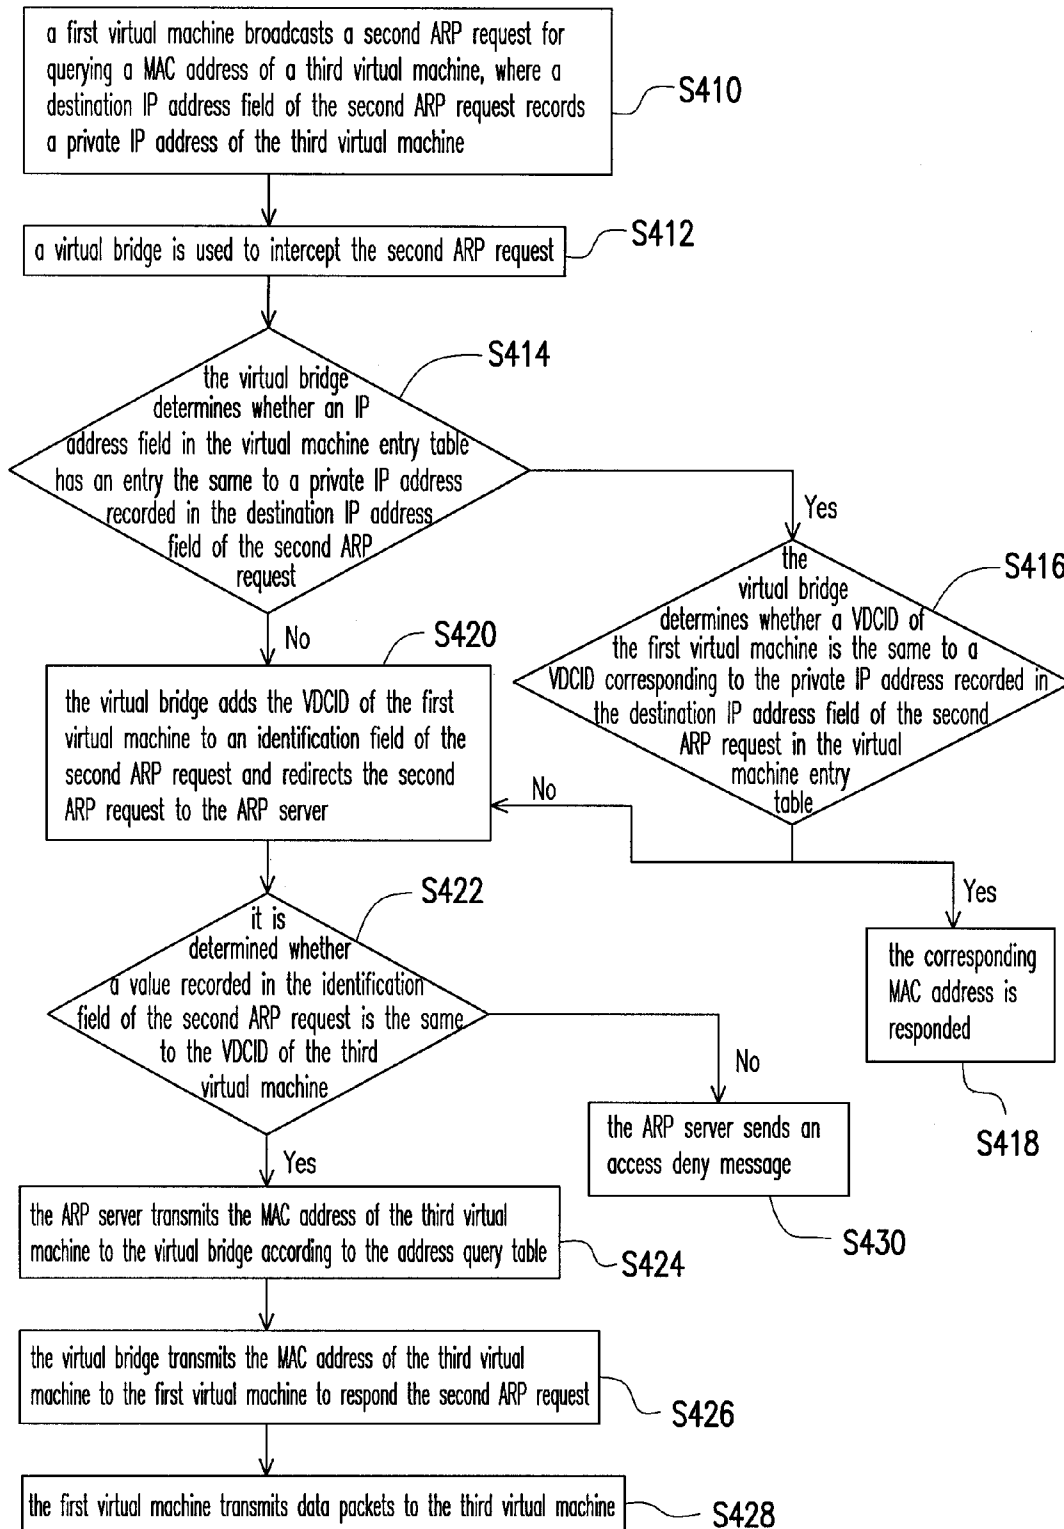 a first virtual machine broadcasts a second ARP request for
querying a MAC address of a third virtual machine, where a
destination IP address field of the second ARP request records
a private IP address of the third virtual machine
S410
a virtual bridge is used to intercept the second ARP request
S412
the virtual bridge
determines whether an IP
address field in the virtual machine entry table
has an entry the same to a private IP address
recorded in the destination IP address
field of the second ARP
request
S414
Yes
No
the
virtual bridge
determines whether a VDCID of
the first virtual machine is the same to a
VDCID corresponding to the private IP address recorded in
the destination IP address field of the second
ARP request in the virtual
machine entry
table
S416
No
Yes
the virtual bridge adds the VDCID of the first
virtual machine to an identification field of the
second ARP request and redirects the second
ARP request to the ARP server
S420
the corresponding
MAC address is
responded
S418
it is
determined whether
a value recorded in the identification
field of the second ARP request is the same
to the VDCID of the third
virtual machine
S422
No
Yes
the ARP server sends an
access deny message
S430
the ARP server transmits the MAC address of the third virtual
machine to the virtual bridge according to the address query table
S424
the virtual bridge transmits the MAC address of the third virtual
machine to the first virtual machine to respond the second ARP request
S426
the first virtual machine transmits data packets to the third virtual machine
S428